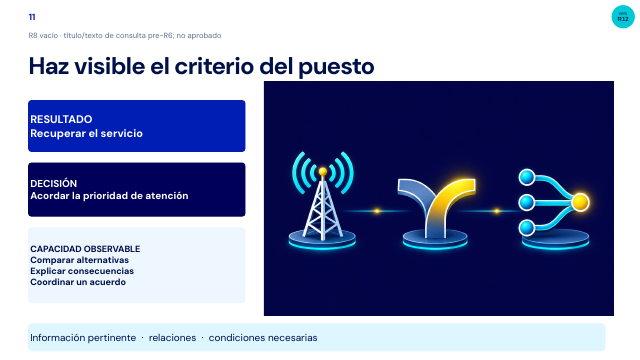 11
R12
R8 vacío · título/texto de consulta pre-R6; no aprobado
Haz visible el criterio del puesto
RESULTADO
Recuperar el servicio
DECISIÓN
Acordar la prioridad de atención
CAPACIDAD OBSERVABLE
Comparar alternativas
Explicar consecuencias
Coordinar un acuerdo
Información pertinente · relaciones · condiciones necesarias